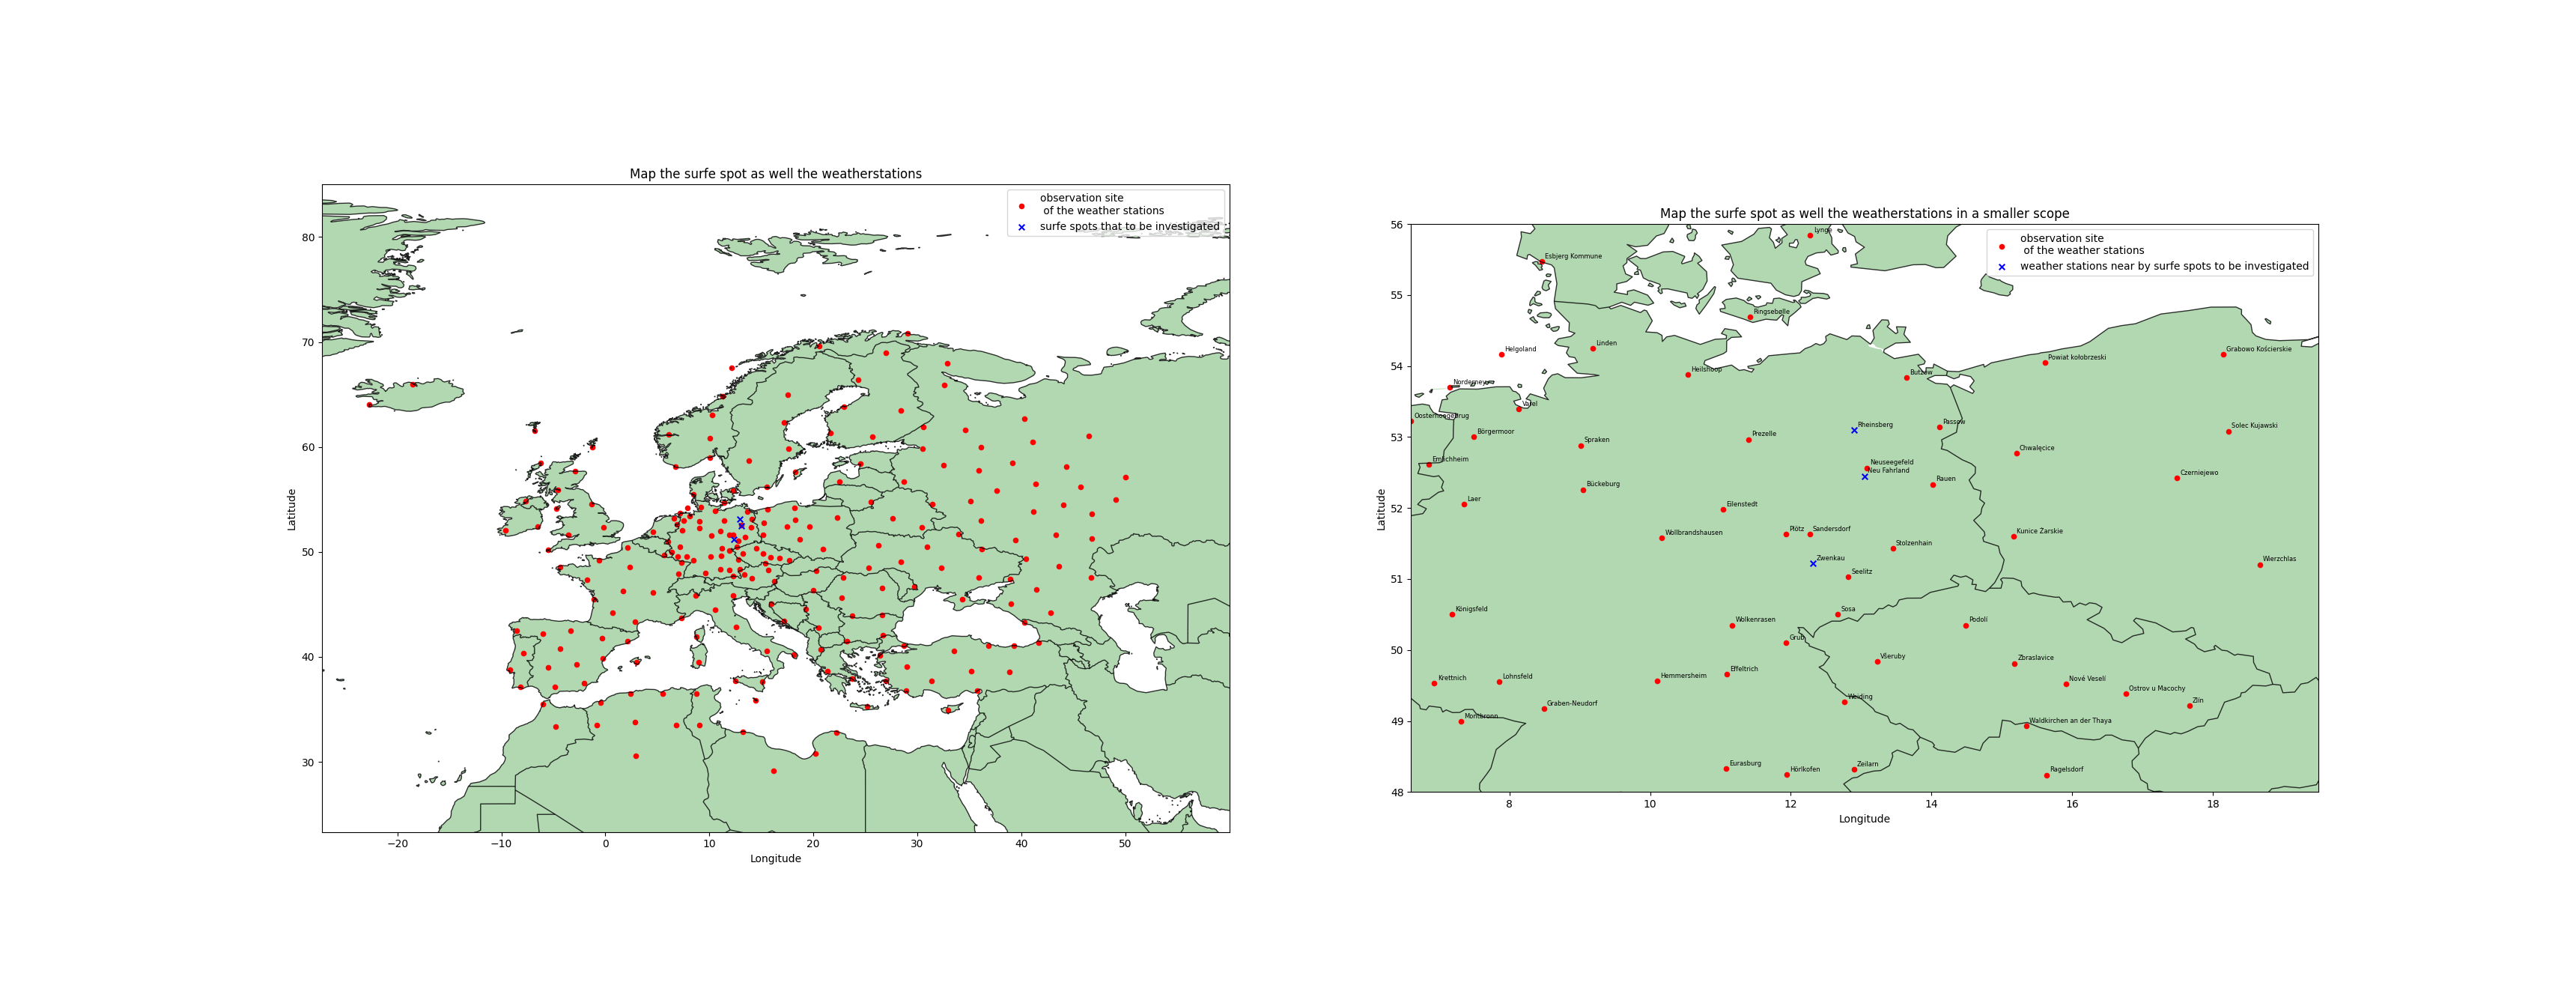 Map the surfe spot as well the weatherstations
observation site
of the weather stations
surfe spots that to be investigated
80
70
60
50
40
30
Latitude
−20
−10
0
10
20
30
40
50
Longitude
Map the surfe spot as well the weatherstations in a smaller scope
observation site
of the weather stations
weather stations near by surfe spots to be investigated
56
55
54
53
52
51
50
49
48
Latitude
Lynge
Esbjerg Kommune
Ringsebølle
Helgoland
Linden
Grabowo Kościerskie
Powiat kołobrzeski
Heilshoop
Butzow
Norderneyer
Varel
Oosternoegebrug
Börgermoor
Rheinsberg
Passow
Solec Kujawski
Spraken
Prezelle
Chwalęcice
Emlichheim
Neuseegefeld
Neu Fahrland
Czerniejewo
Bückeburg
Rauen
Laer
Eilenstedt
Wollbrandshausen
Plötz
Sandersdorf
Kunice Żarskie
Stolzenhain
Zwenkau
Wierzchlas
Seelitz
Königsfeld
Sosa
Wolkenrasen
Podolí
Grub
Všeruby
Zbraslavice
Krettnich
Lohnsfeld
Hemmersheim
Effeltrich
Nové Veselí
Ostrov u Macochy
Weiding
Graben-Neudorf
Zlín
Montbronn
Waldkirchen an der Thaya
Eurasburg
Hörlkofen
Zeilarn
Ragelsdorf
8
10
12
14
16
18
Longitude